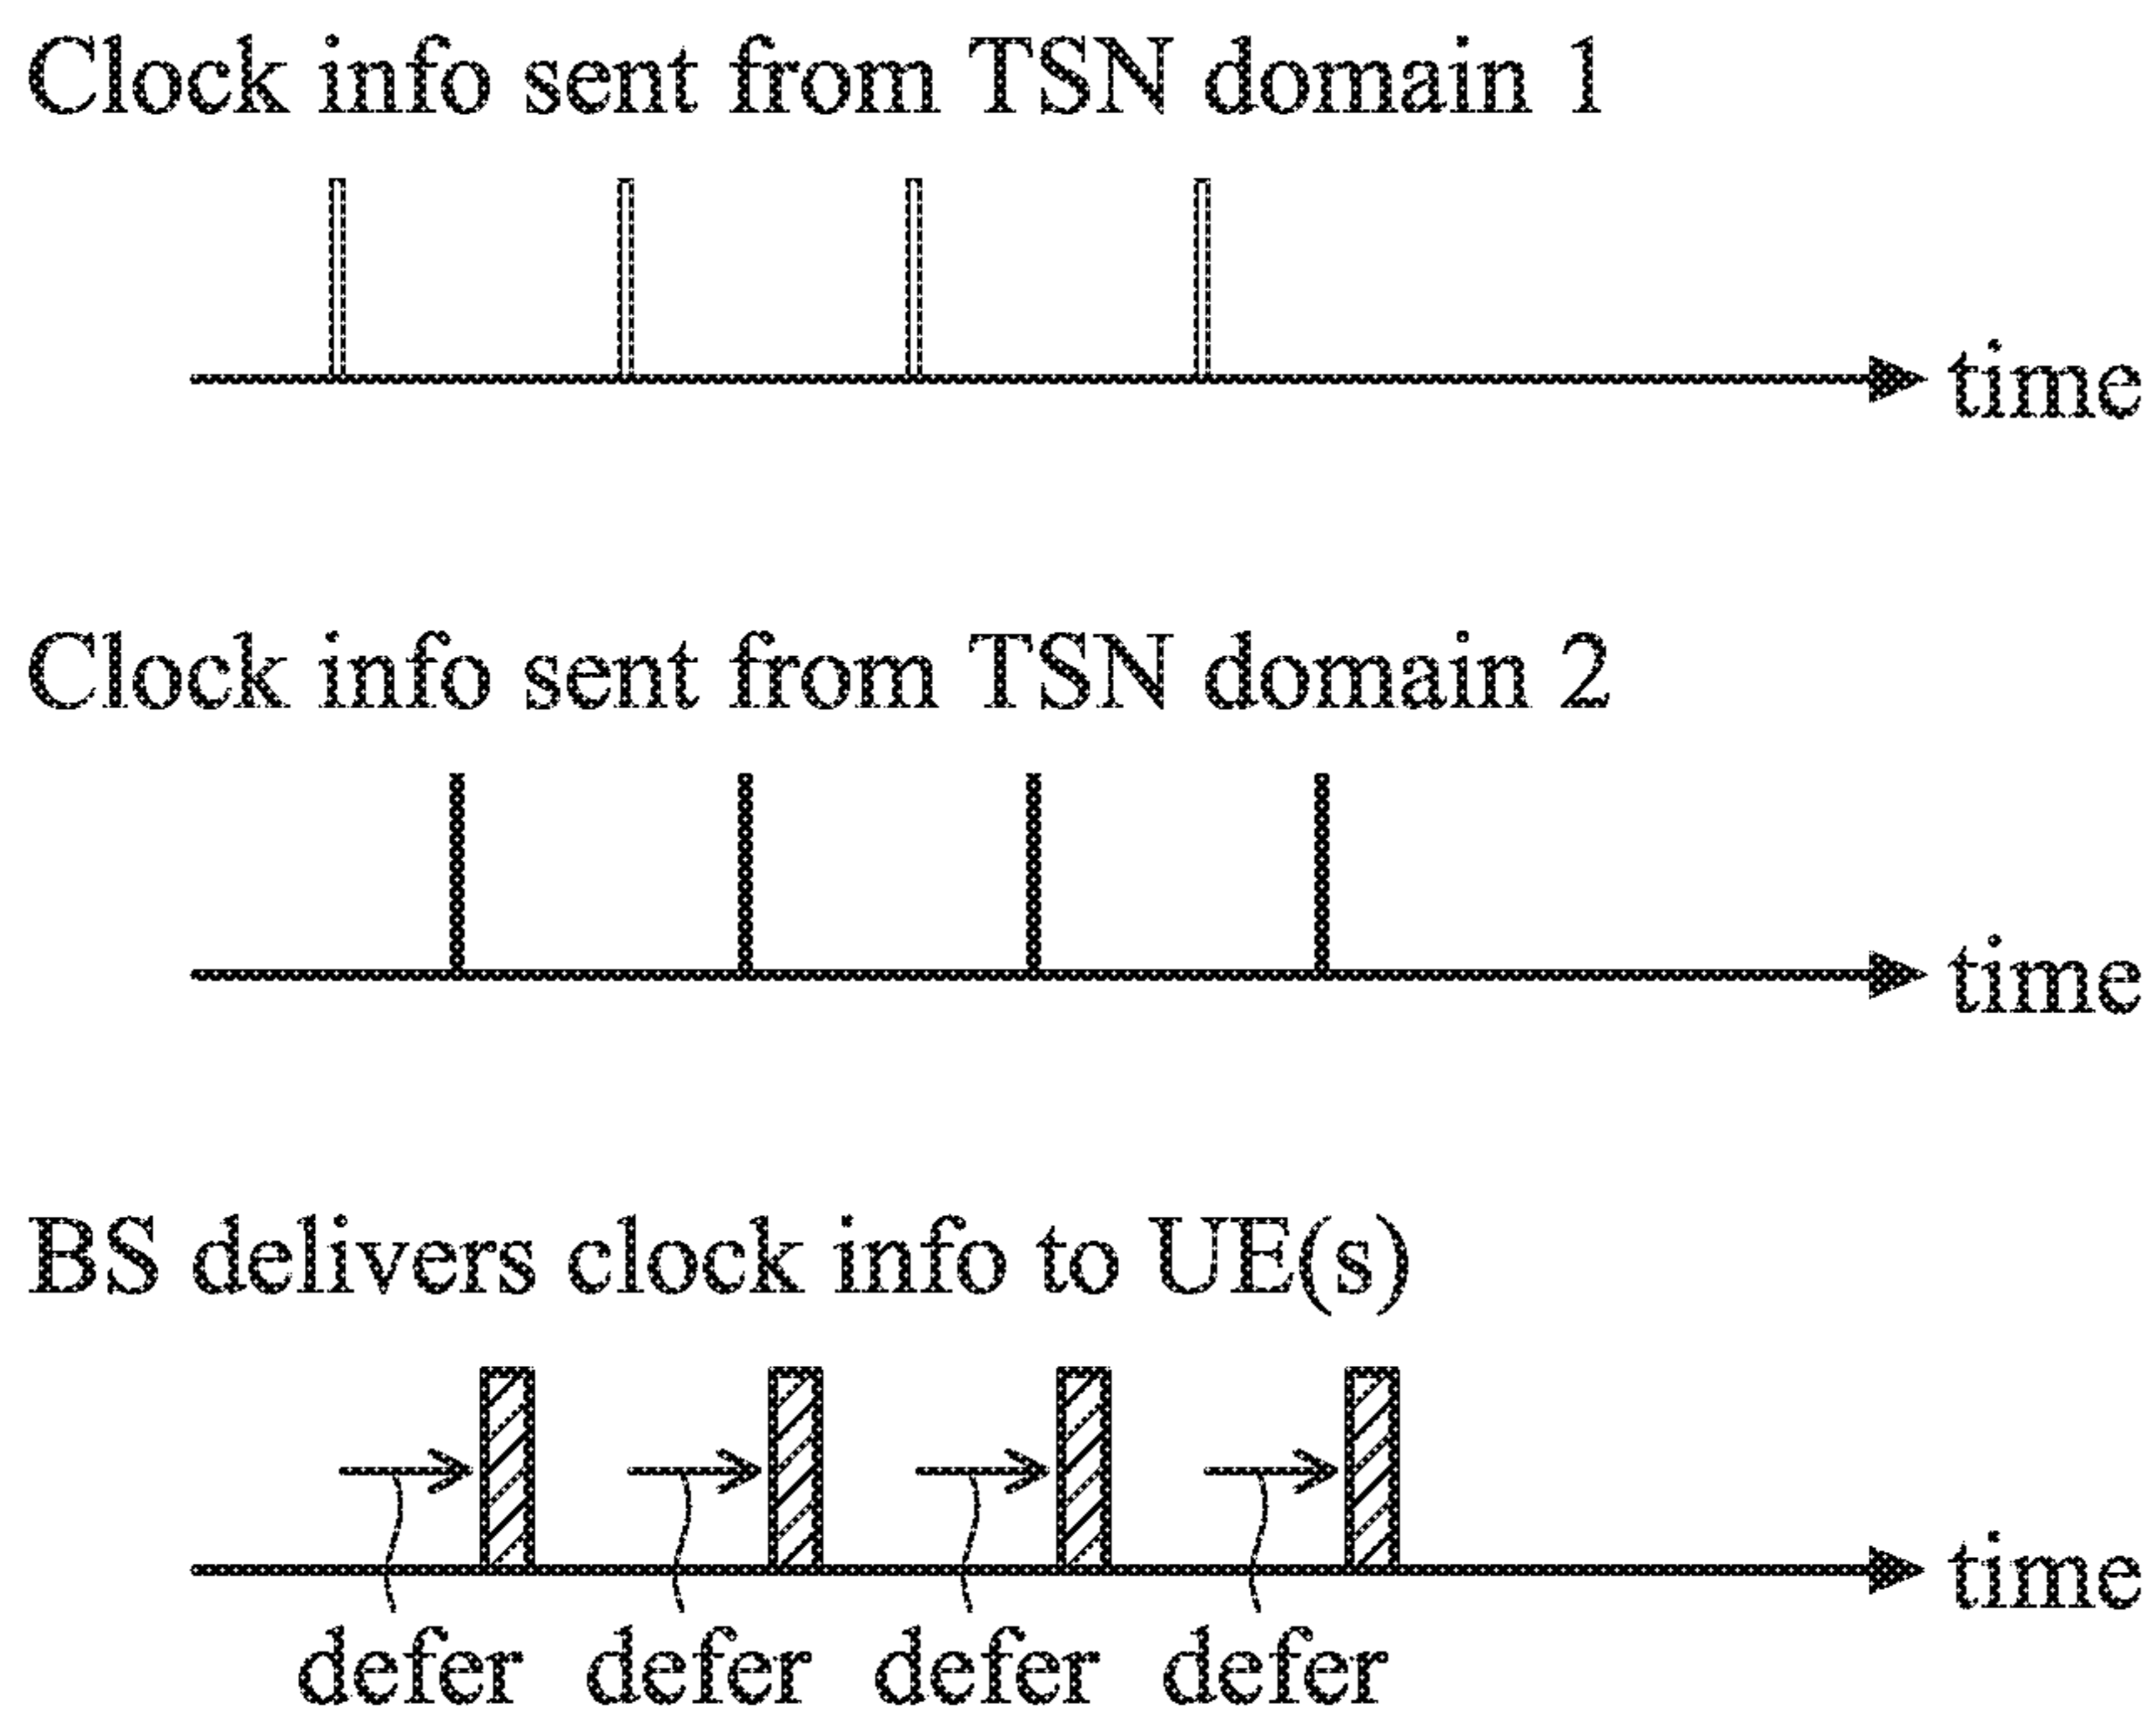 Clock info sent from TSN domain 1
time
Clock info sent from TSN domain 2
time
BS delivers clock info to UE(s)
time
defer defer defer defer